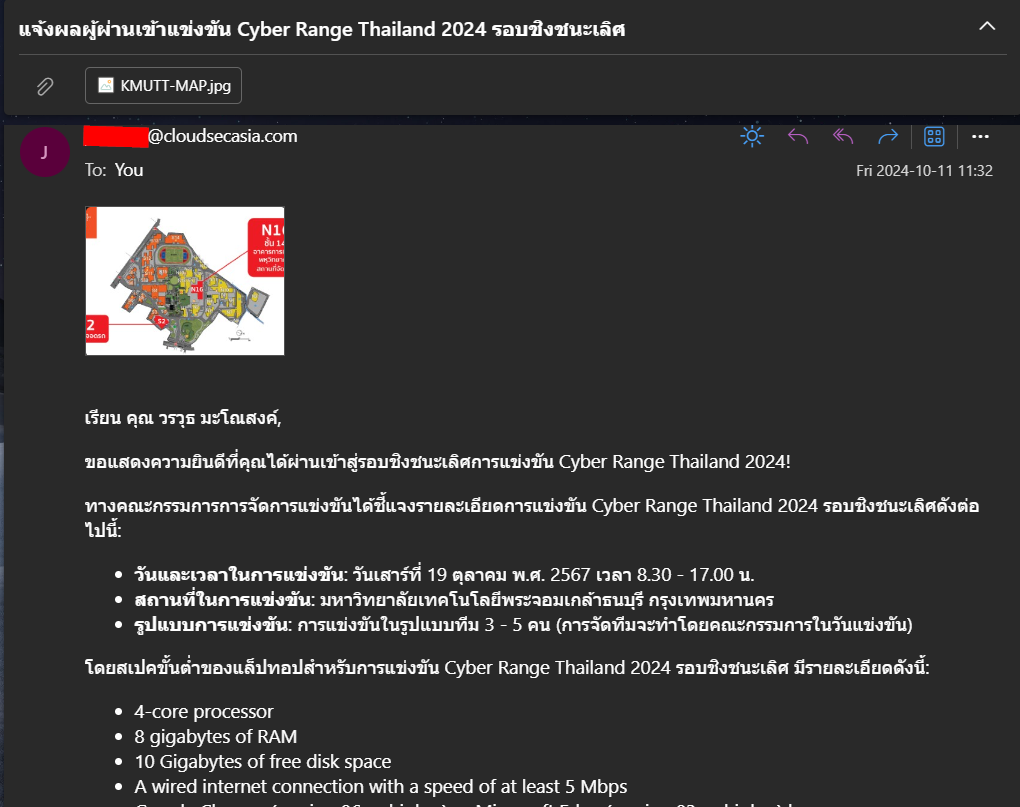 แจ้งผลผู้ผ่านเข้าแข่งขัน Cyber Range Thailand 2024 รอบชิงชนะเลิศ
KMUTT-MAP.jpg
J
@cloudsecasia.com
To: You
Fri 2024-10-11 11:32
N16
S2
2
เรียน คุณ วรวุธ มะโณสงค์,
ขอแสดงความยินดีที่คุณได้ผ่านเข้าสู่รอบชิงชนะเลิศการแข่งขัน Cyber Range Thailand 2024!
ทางคณะกรรมการการจัดการแข่งขันได้ชี้แจงรายละเอียดการแข่งขัน Cyber Range Thailand 2024 รอบชิงชนะเลิศดังต่อ
ไปนี้:
• วันและเวลาในการแข่งขัน: วันเสาร์ที่ 19 ตุลาคม พ.ศ. 2567 เวลา 8.30 - 17.00 น.
• สถานที่ในการแข่งขัน: มหาวิทยาลัยเทคโนโลยีพระจอมเกล้าธนบุรี กรุงเทพมหานคร
• รูปแบบการแข่งขัน: การแข่งขันในรูปแบบทีม 3 - 5 คน (การจัดทีมจะทำโดยคณะกรรมการในวันแข่งขัน)
โดยสเปคขั้นต่ำของแล็ปทอปสำหรับการแข่งขัน Cyber Range Thailand 2024 รอบชิงชนะเลิศ มีรายละเอียดดังนี้:
• 4-core processor
• 8 gigabytes of RAM
• 10 Gigabytes of free disk space
• A wired internet connection with a speed of at least 5 Mbps